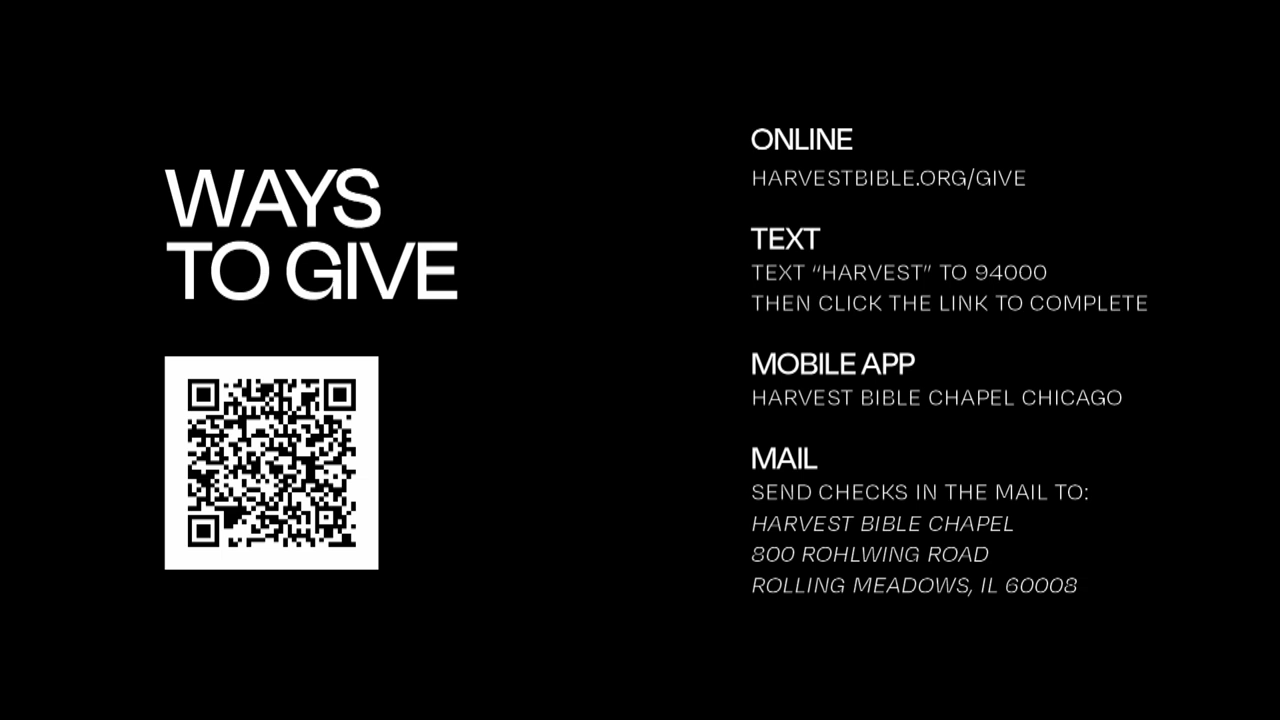 WAYS
TO GIVE
ONLINE
HARVESTBIBLE.ORG/GIVE
TEXT
TEXT “HARVEST” TO 94000
THEN CLICK THE LINK TO COMPLETE
MOBILE APP
HARVEST BIBLE CHAPEL CHICAGO
MAIL
SEND CHECKS IN THE MAIL TO:
HARVEST BIBLE CHAPEL
800 ROHLWING ROAD
ROLLING MEADOWS, IL 60008